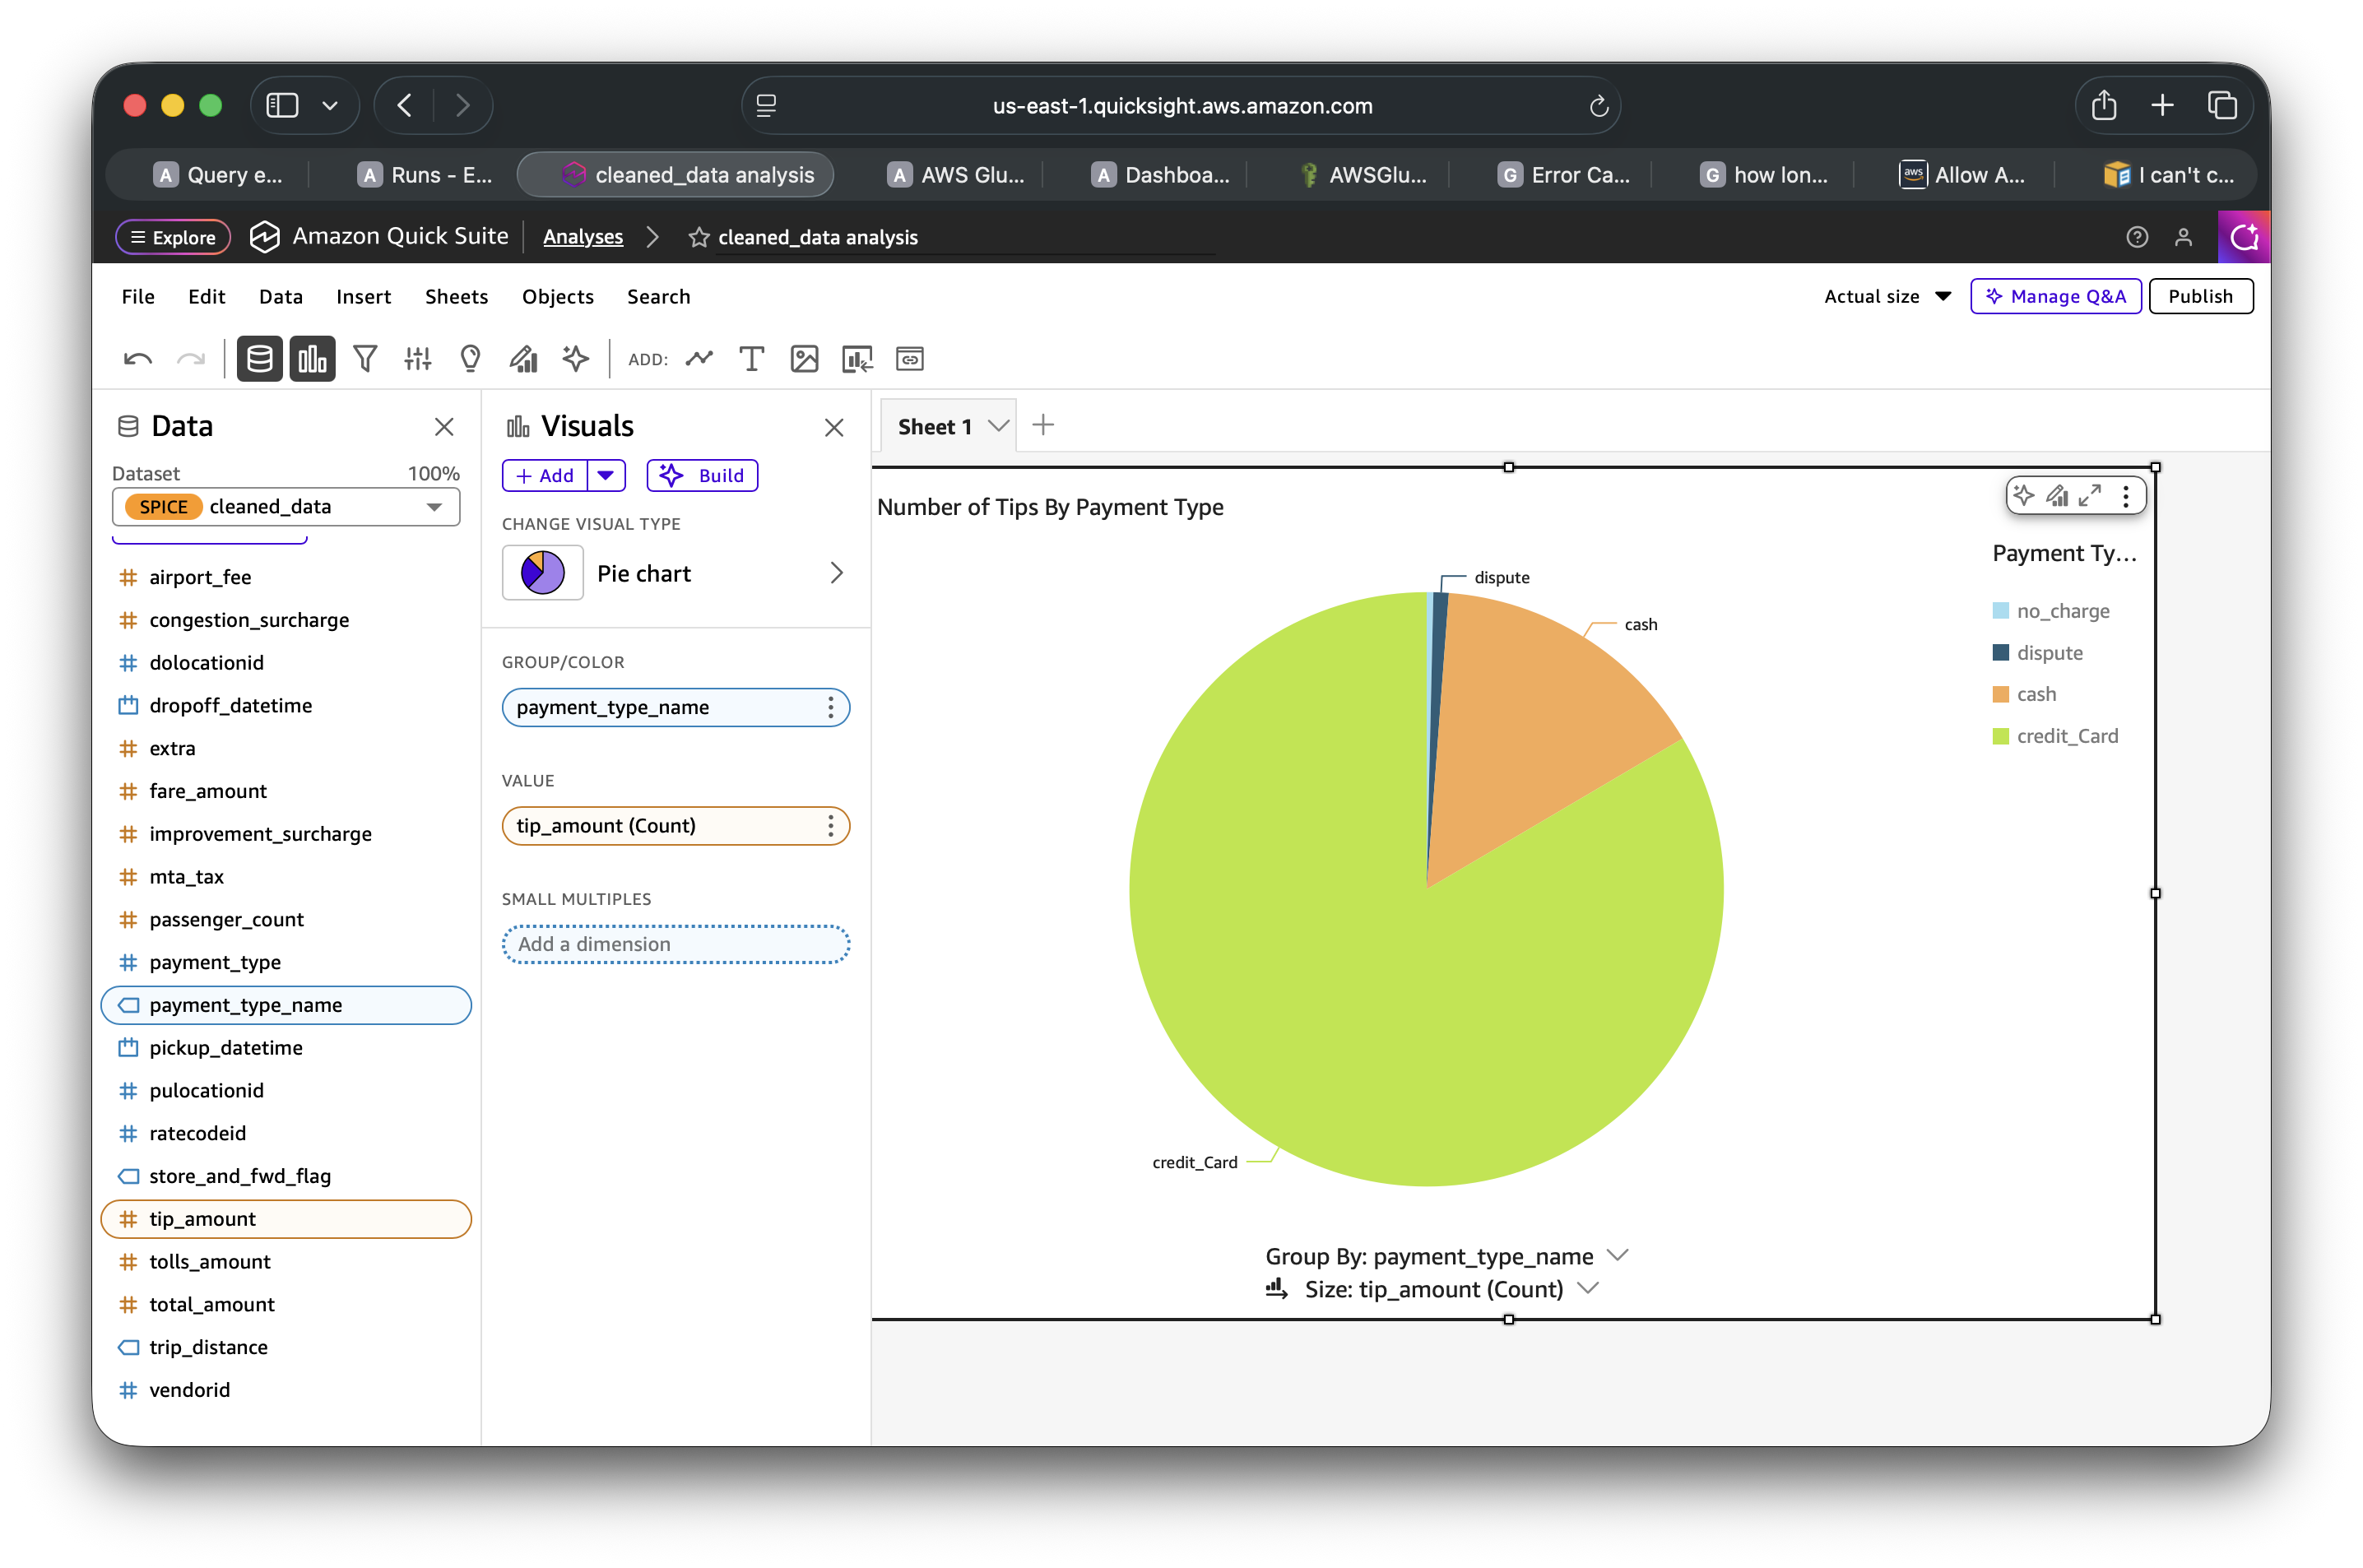 us-east-1.quicksight.aws.amazon.com
Query e...
Runs - E...
cleaned_data analysis
AWS Glu...
Dashboa...
AWSGlu...
Error Ca...
how lon...
Allow A...
I can't c...
Explore
Amazon Quick Suite
Analyses
cleaned_data analysis
File Edit Data Insert Sheets Objects Search
Actual size
Manage Q&A
Publish
ADD:
Data
Dataset 100%
SPICE cleaned_data
airport_fee
congestion_surcharge
dolocationid
dropoff_datetime
extra
fare_amount
improvement_surcharge
mta_tax
passenger_count
payment_type
payment_type_name
pickup_datetime
pulocationid
ratecodeid
store_and_fwd_flag
tip_amount
tolls_amount
total_amount
trip_distance
vendorid
Visuals
+ Add
Build
CHANGE VISUAL TYPE
Pie chart
GROUP/COLOR
payment_type_name
VALUE
tip_amount (Count)
SMALL MULTIPLES
Add a dimension
Sheet 1
Number of Tips By Payment Type
dispute
cash
credit_Card
Payment Ty...
no_charge
dispute
cash
credit_Card
Group By: payment_type_name
Size: tip_amount (Count)